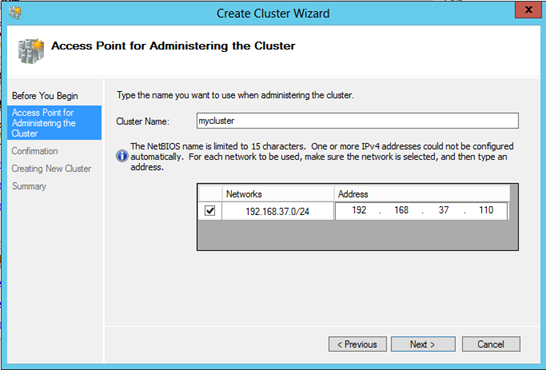 Create Cluster Wizard
X
Access Point for Administering the Cluster
Before You Begin
Access Point for
Administering the
Cluster
Confirmation
Creating New Cluster
Summary
Type the name you want to use when administering the cluster.
Cluster Name:
mycluster
The NetBIOS name is limited to 15 characters. One or more IPv4 addresses could not be configured
automatically. For each network to be used, make sure the network is selected, and then type an
address.
Networks Address
192.168.37.0/24 192 . 168 . 37 . 110
< Previous Next > Cancel